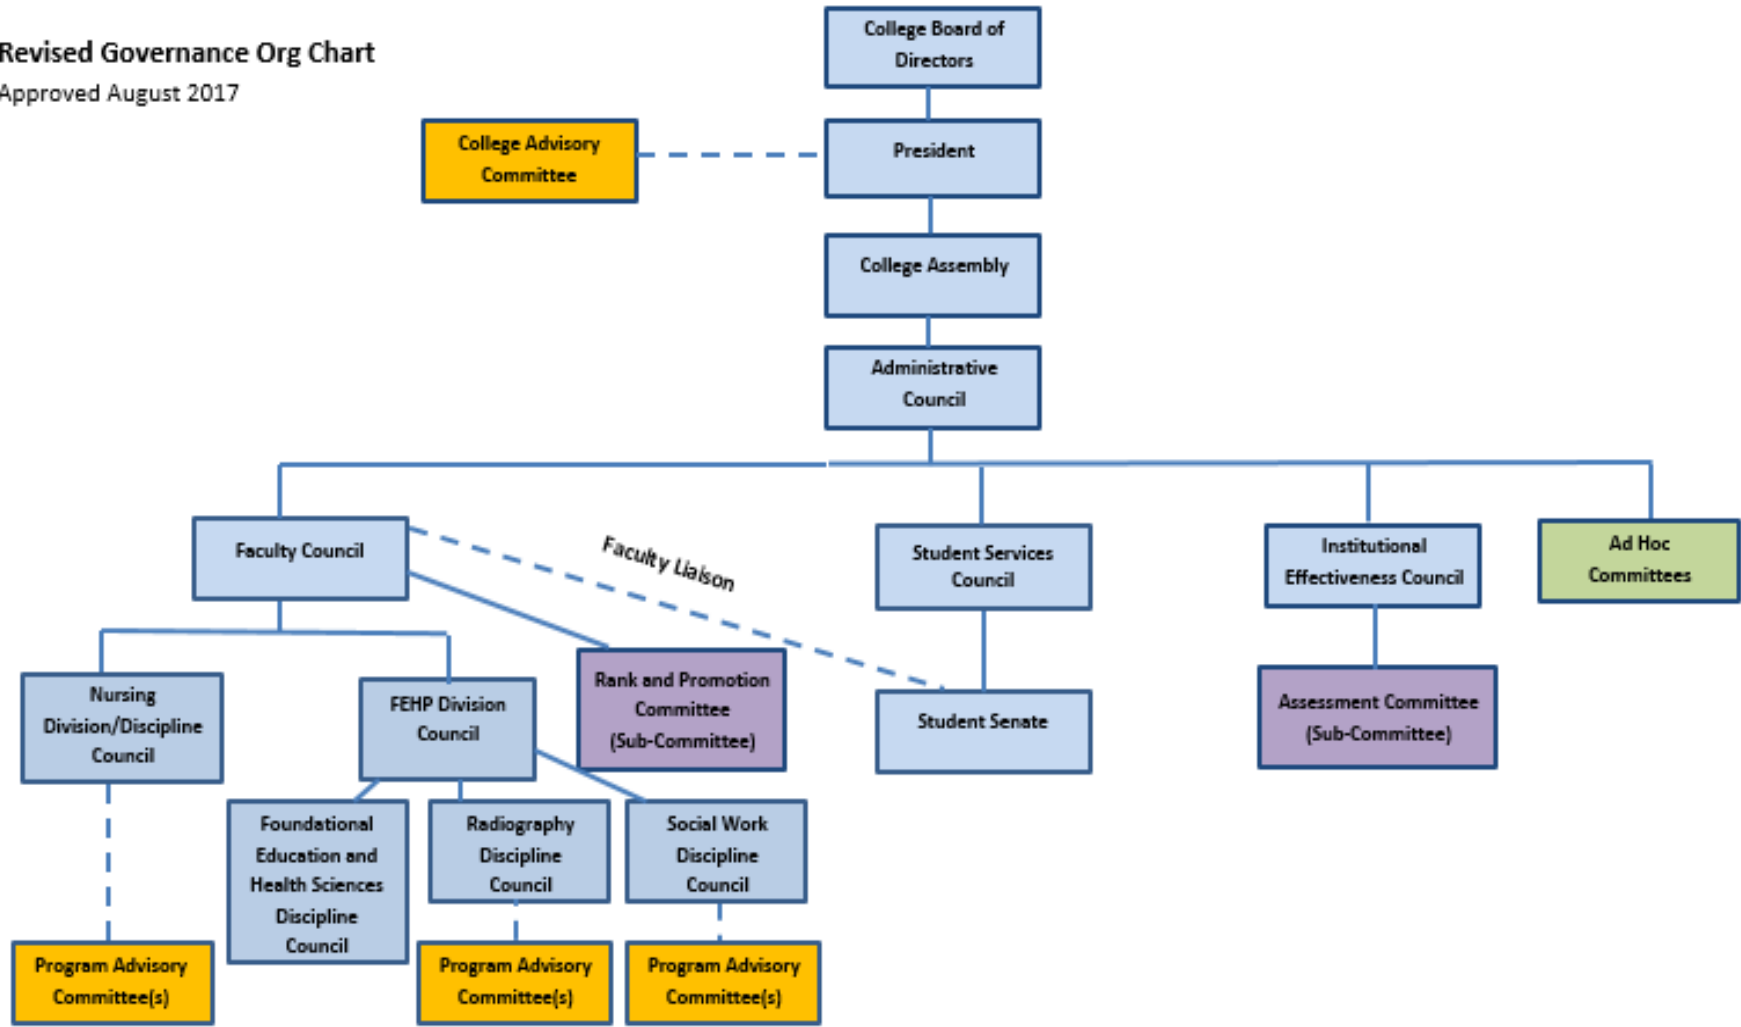 Revised Governance Org Chart
Approved August 2017
College Board of
Directors
College Advisory
Committee
President
College Assembly
Administrative
Council
Faculty Council
Faculty Liaison
Student Services
Council
Institutional
Effectiveness Council
Ad Hoc
Committees
Nursing
Division/Discipline
Council
FEHP Division
Council
Rank and Promotion
Committee
(Sub-Committee)
Student Senate
Assessment Committee
(Sub-Committee)
Foundational
Education and
Health Sciences
Discipline
Council
Radiography
Discipline
Council
Social Work
Discipline
Council
Program Advisory
Committee(s)
Program Advisory
Committee(s)
Program Advisory
Committee(s)